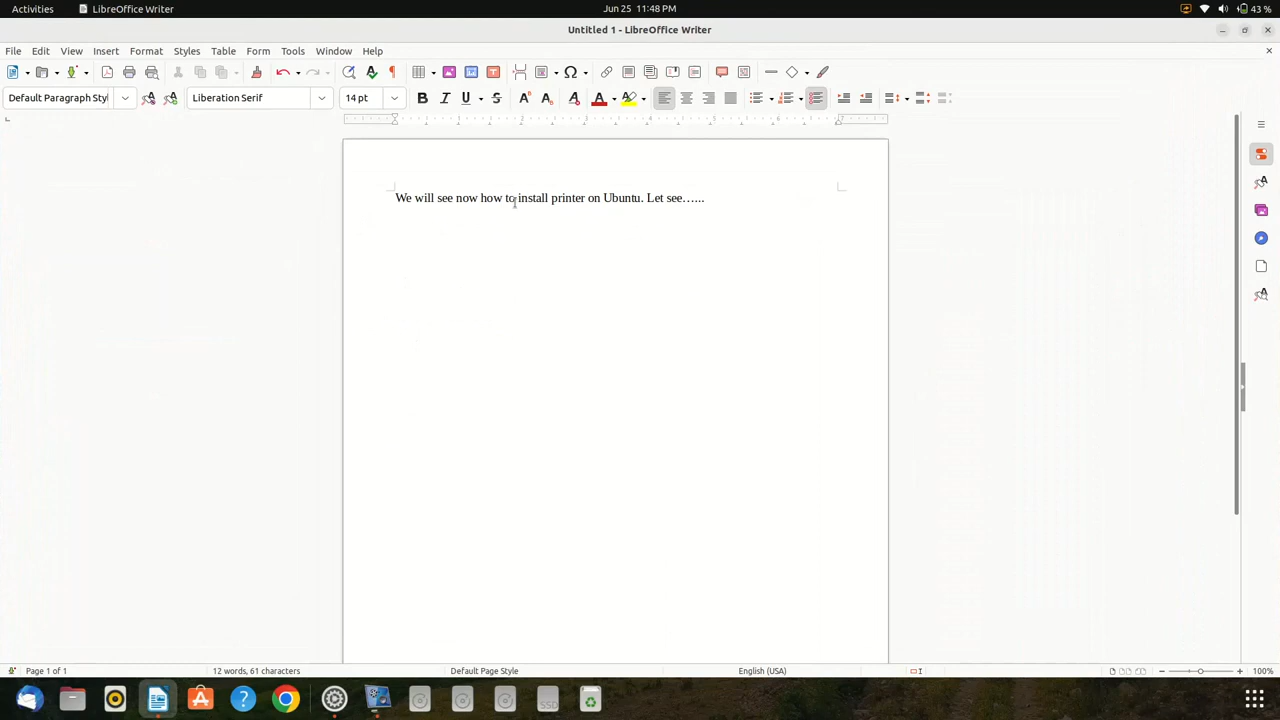 Activities LibreOffice Writer Jun 25 11:48 PM 43 %
Untitled 1 - LibreOffice Writer
File Edit View Insert Format Styles Table Form Tools Window Help
Default Paragraph Styl Liberation Serif 14 pt
We will see now how to install printer on Ubuntu. Let see…...
Page 1 of 1 12 words, 61 characters Default Page Style English (USA) 100%
SSD